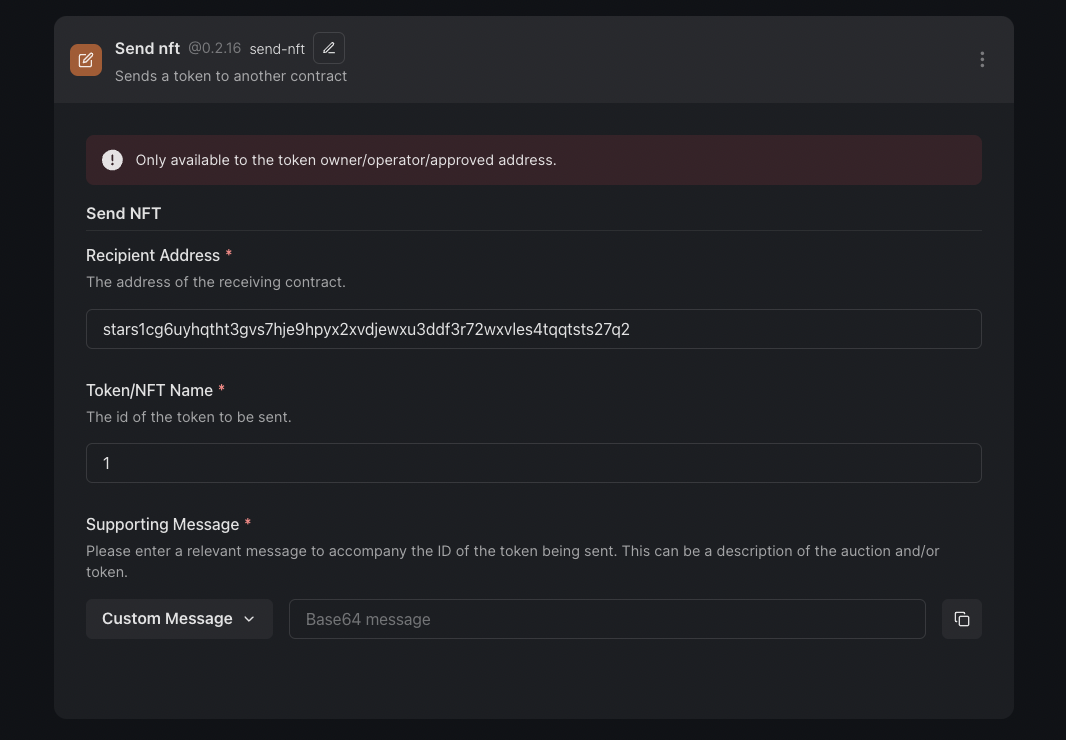 Send nft @0.2.16 send-nft
Sends a token to another contract
Only available to the token owner/operator/approved address.
Send NFT
Recipient Address *
The address of the receiving contract.
stars1cg6uyhqtht3gvs7hje9hpyx2xvdjewxu3ddf3r72wxvles4tqqtsts27q2
Token/NFT Name *
The id of the token to be sent.
1
Supporting Message *
Please enter a relevant message to accompany the ID of the token being sent. This can be a description of the auction and/or
token.
Custom Message Base64 message